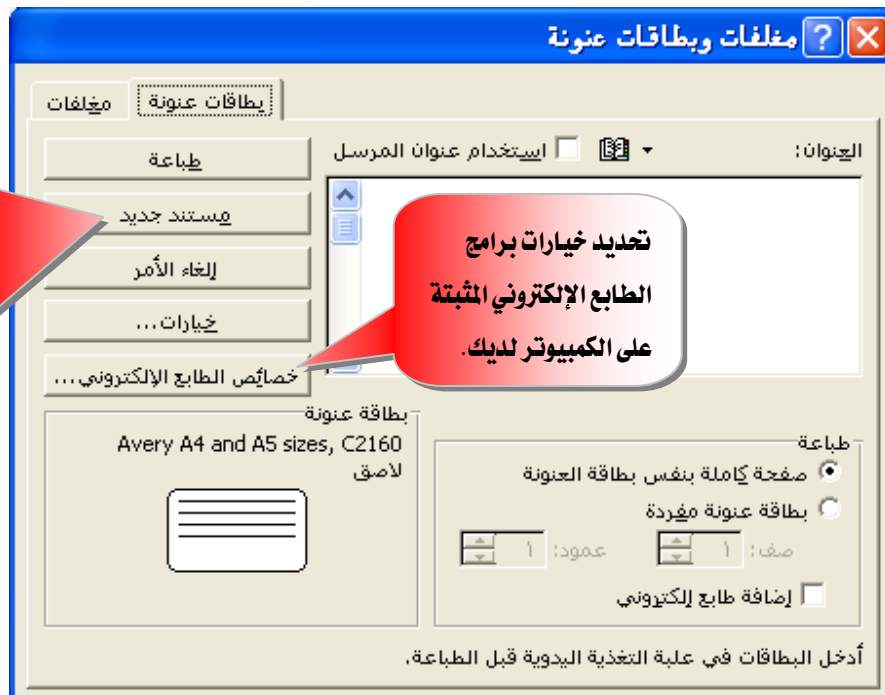 مغلفات وبطاقات عنونة
بطاقات عنونة
مغلفات
العنوان:
استخدام عنوان المرسل
طباعة
مستند جديد
إلغاء الأمر
خيارات...
خصائص الطابع الإلكتروني...
تحديد خيارات برامج
الطابع الإلكتروني المثبتة
على الكمبيوتر لديك.
طباعة
صفحة كاملة بنفس بطاقة العنونة
بطاقة عنونة مفردة
صف: ١ عمود: ١
إضافة طابع إلكتروني
بطاقة عنونة
Avery A4 and A5 sizes, C2160
لاصق
أدخل البطاقات في علبة التغذية اليدوية قبل الطباعة.